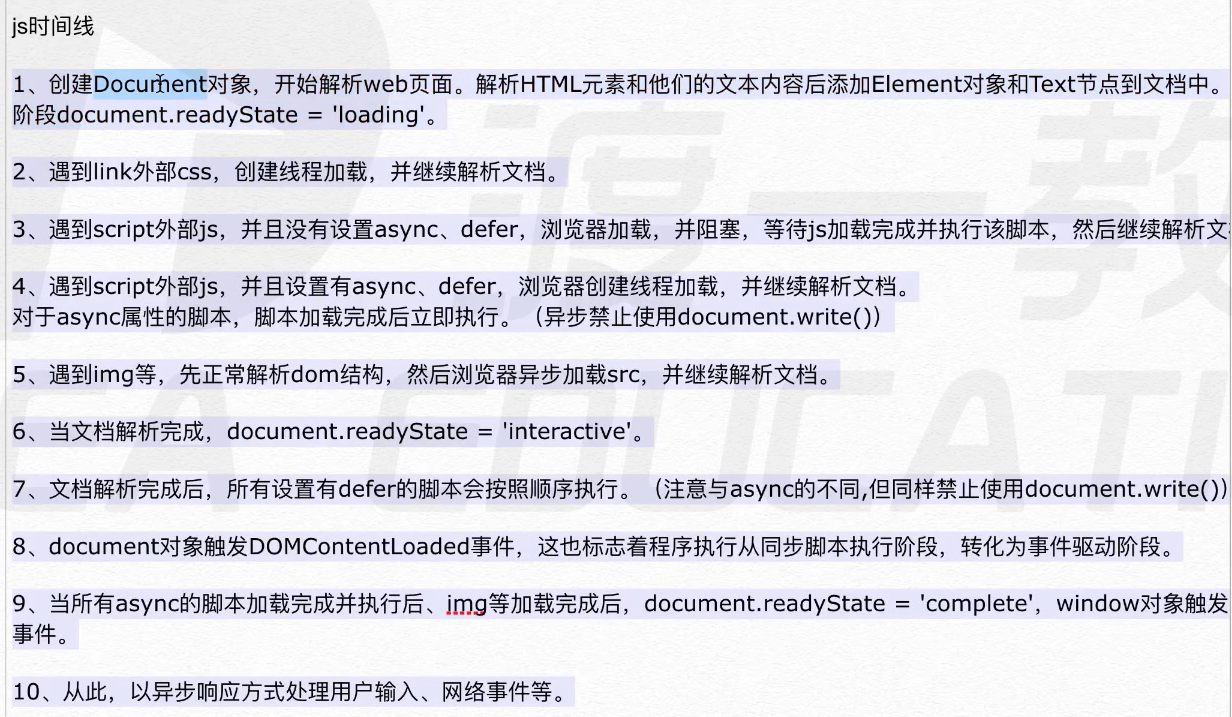 js时间线
1、创建Document对象，开始解析web页面。解析HTML元素和他们的文本内容后添加Element对象和Text节点到文档中。
阶段document.readyState = 'loading'。
2、遇到link外部css，创建线程加载，并继续解析文档。
3、遇到script外部js，并且没有设置async、defer，浏览器加载，并阻塞，等待js加载完成并执行该脚本，然后继续解析文
4、遇到script外部js，并且设置有async、defer，浏览器创建线程加载，并继续解析文档。
对于async属性的脚本，脚本加载完成后立即执行。（异步禁止使用document.write()）
5、遇到img等，先正常解析dom结构，然后浏览器异步加载src，并继续解析文档。
6、当文档解析完成，document.readyState = 'interactive'。
7、文档解析完成后，所有设置有defer的脚本会按照顺序执行。（注意与async的不同,但同样禁止使用document.write()）
8、document对象触发DOMContentLoaded事件，这也标志着程序执行从同步脚本执行阶段，转化为事件驱动阶段。
9、当所有async的脚本加载完成并执行后、img等加载完成后，document.readyState = 'complete'，window对象触发
事件。
10、从此，以异步响应方式处理用户输入、网络事件等。